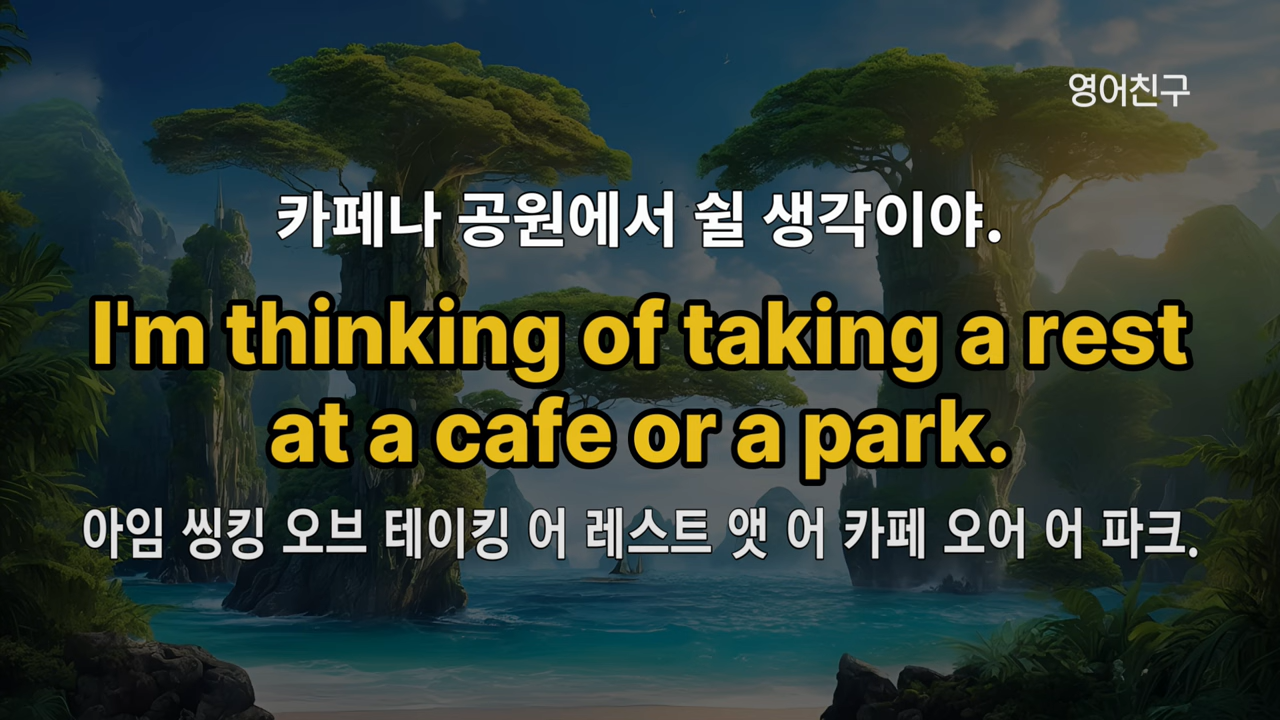 영어친구
카페나 공원에서 쉴 생각이야.
I'm thinking of taking a rest
at a cafe or a park.
아임 씽킹 오브 테이킹 어 레스트 앳 어 카페 오어 어 파크.